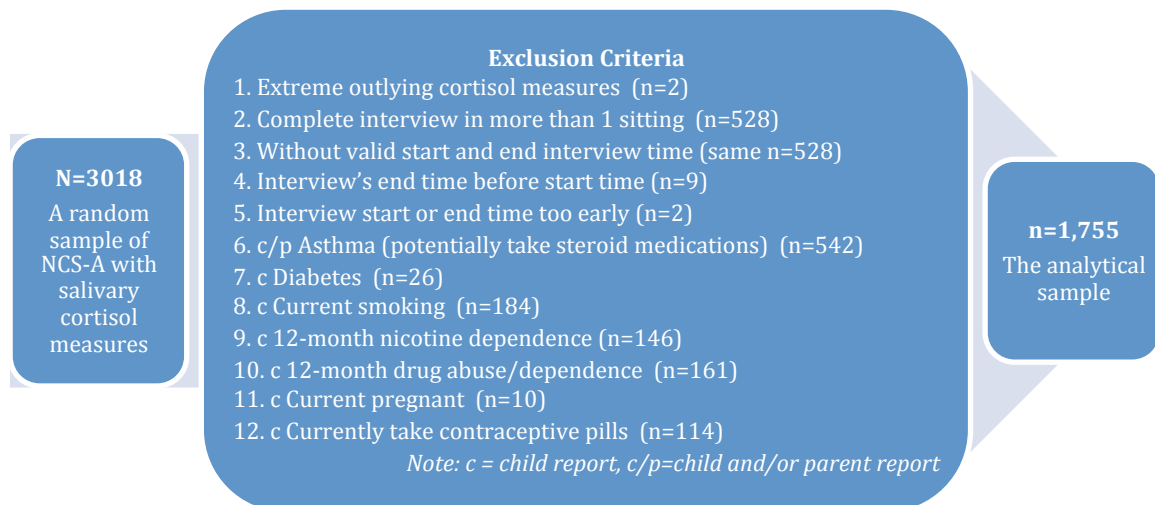 N=3018
A random
sample of
NCS-A with
salivary
cortisol
measures
Exclusion Criteria
1. Extreme outlying cortisol measures (n=2)
2. Complete interview in more than 1 sitting (n=528)
3. Without valid start and end interview time (same n=528)
4. Interview’s end time before start time (n=9)
5. Interview start or end time too early (n=2)
6. c/p Asthma (potentially take steroid medications) (n=542)
7. c Diabetes (n=26)
8. c Current smoking (n=184)
9. c 12-month nicotine dependence (n=146)
10. c 12-month drug abuse/dependence (n=161)
11. c Current pregnant (n=10)
12. c Currently take contraceptive pills (n=114)
Note: c = child report, c/p=child and/or parent report
n=1,755
The analytical
sample